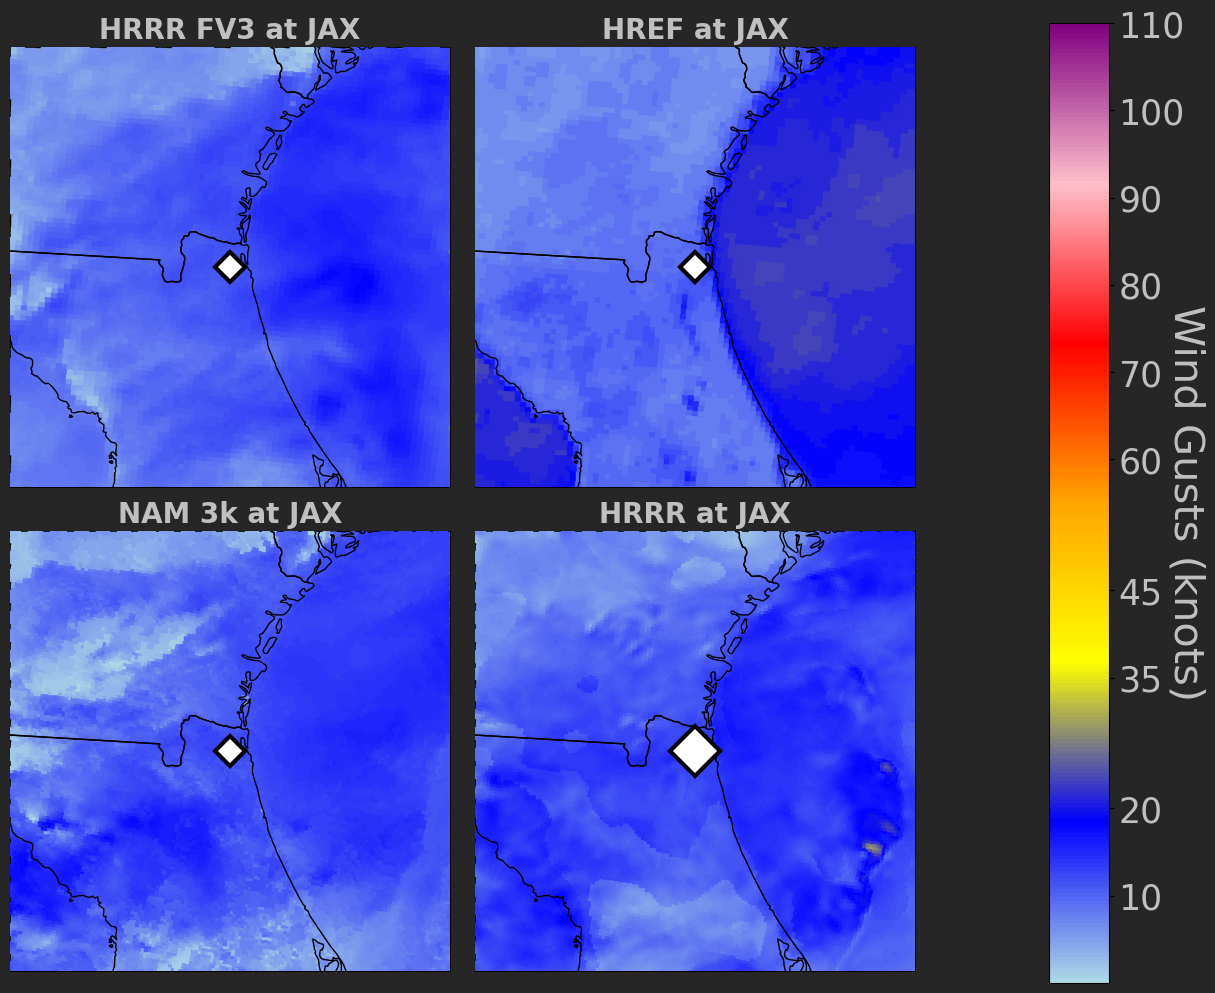 HRRR FV3 at JAX
HREF at JAX
NAM 3k at JAX
HRRR at JAX
110
100
90
80
70
60
45
35
20
10
Wind Gusts (knots)